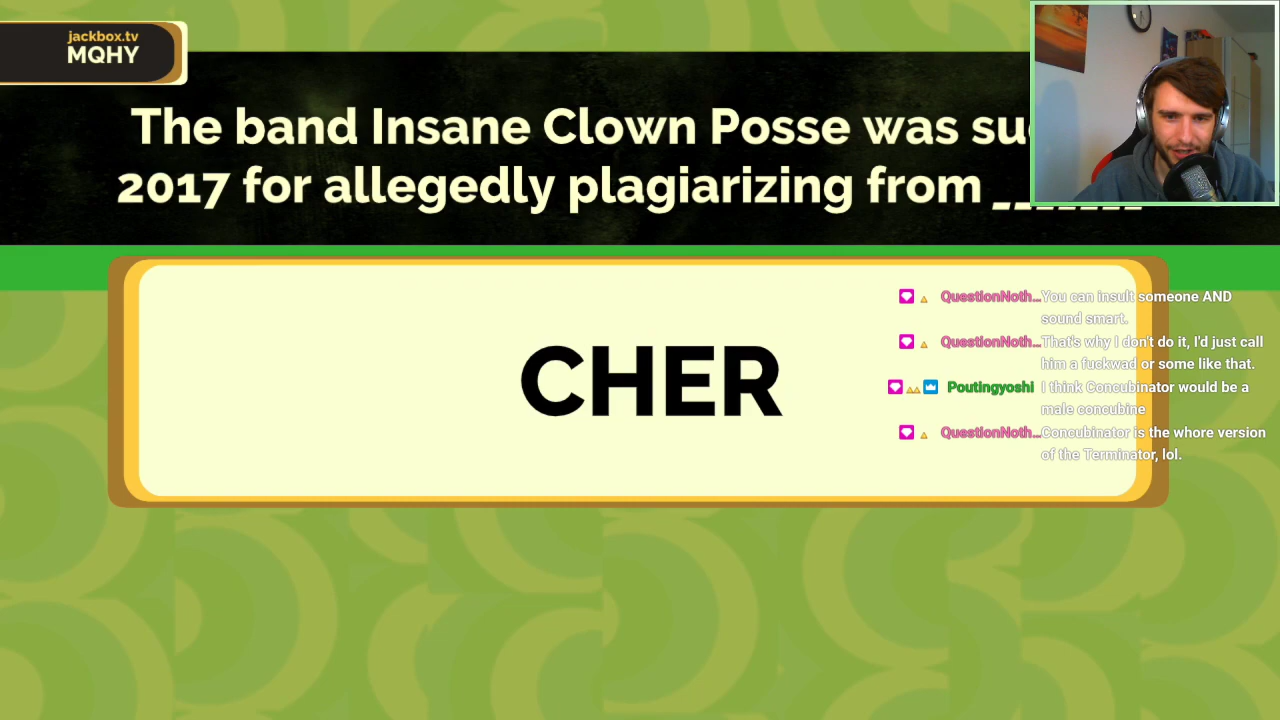 jackbox.tv
MQHY
The band Insane Clown Posse was
2017 for allegedly plagiarizing from _______
CHER
QuestionNoth... You can insult someone AND
sound smart.
QuestionNoth... That's why I don't do it, I'd just call
him a fuckwad or some like that.
Poutingyoshi I think Concubinator would be a
male concubine
QuestionNoth... Concubinator is the whore version
of the Terminator, lol.